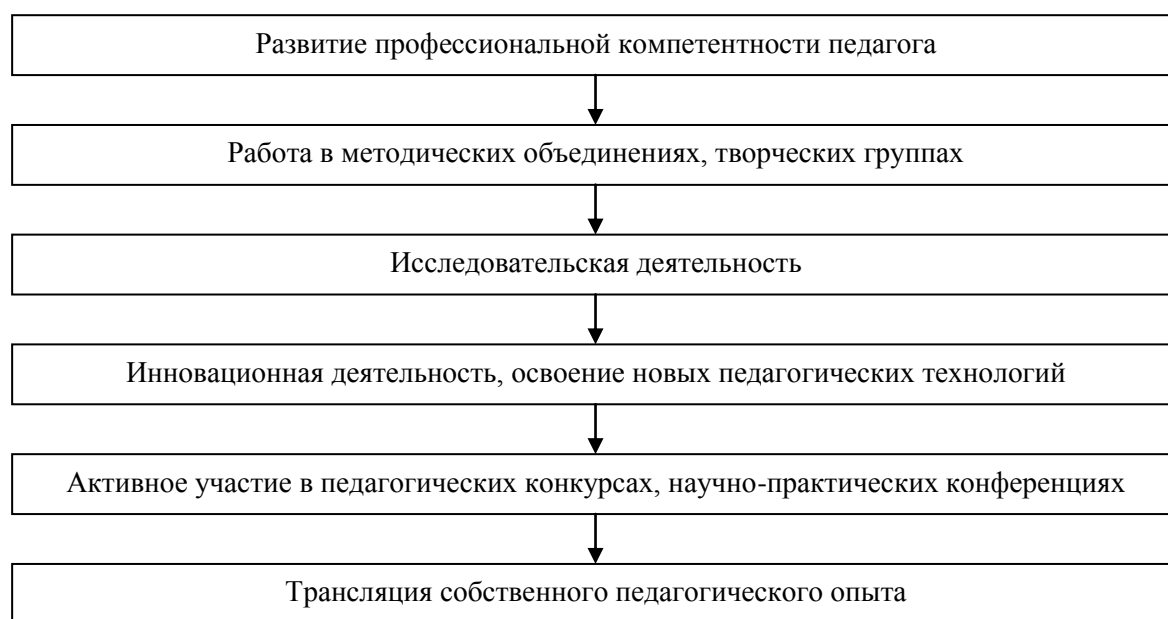 Развитие профессиональной компетентности педагога
Работа в методических объединениях, творческих группах
Исследовательская деятельность
Инновационная деятельность, освоение новых педагогических технологий
Активное участие в педагогических конкурсах, научно-практических конференциях
Трансляция собственного педагогического опыта